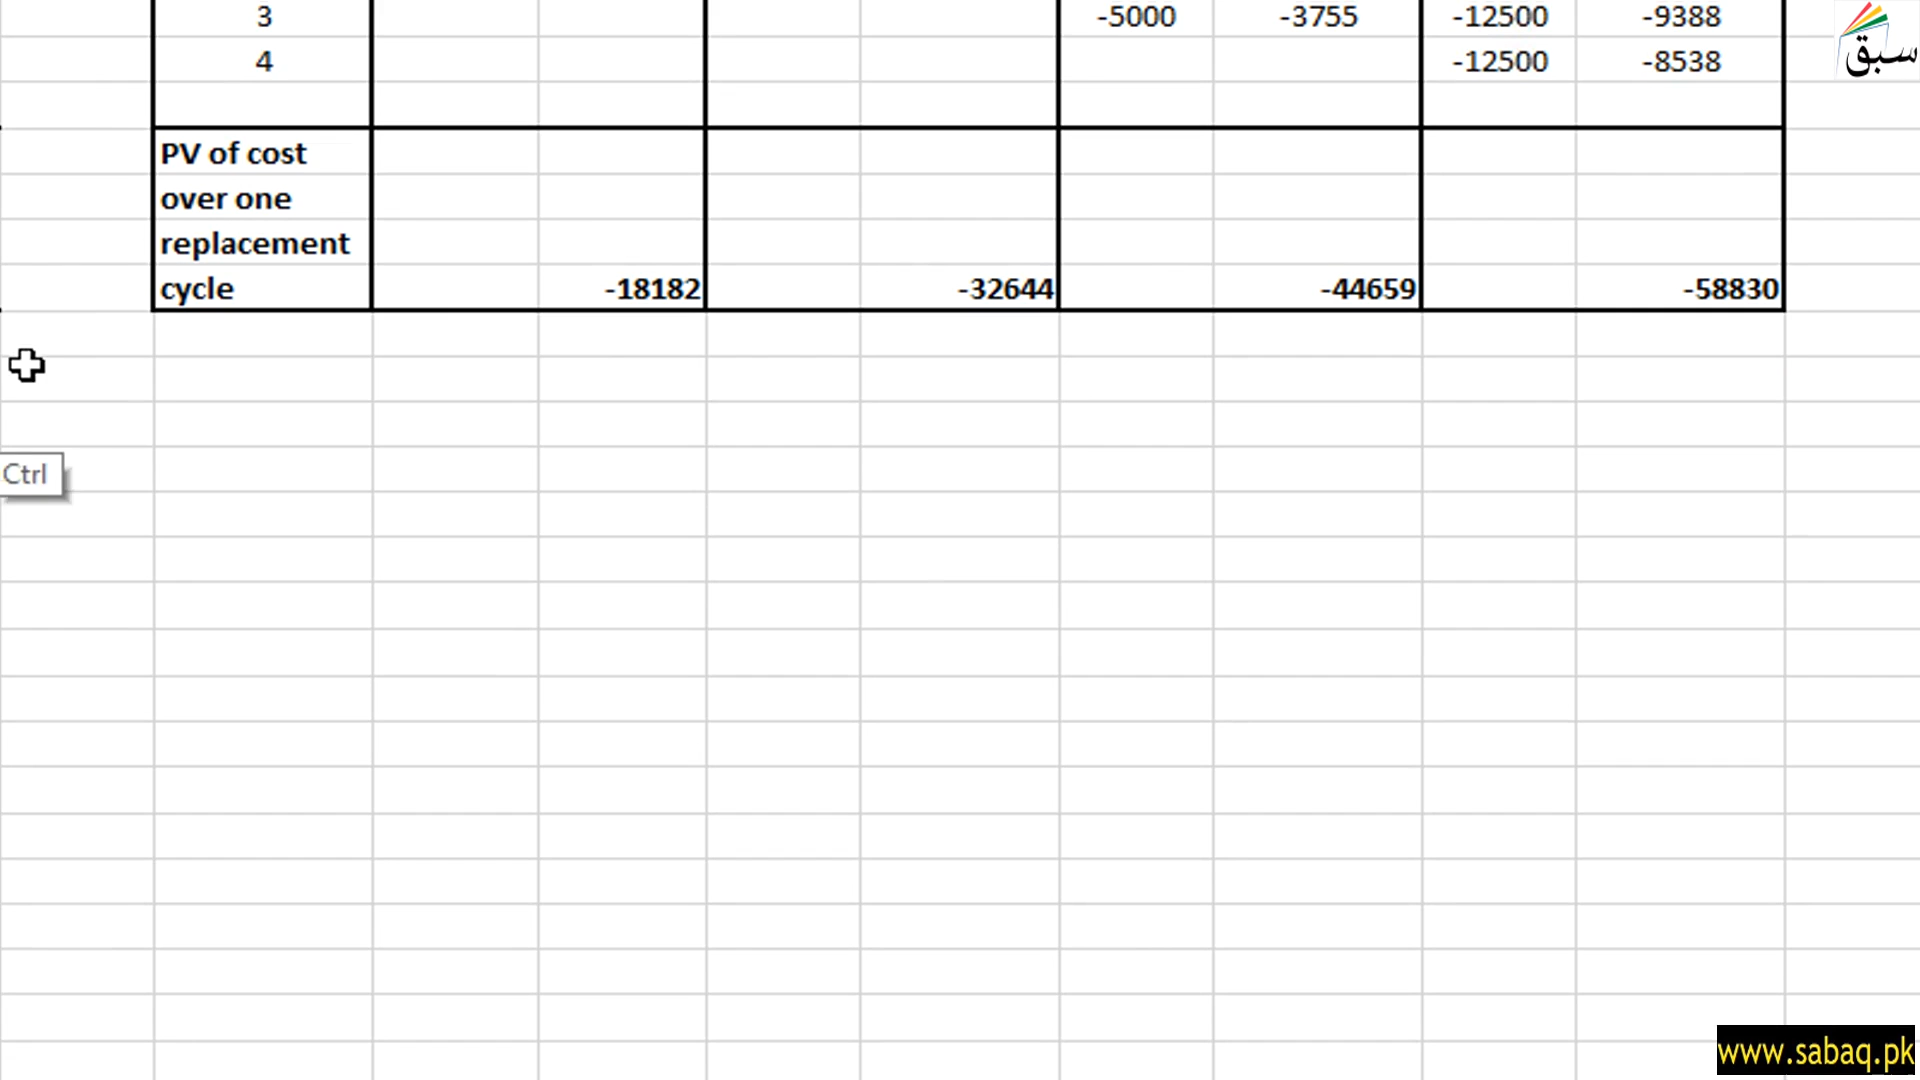 3 -5000 -3755 -12500 -9388
4 -12500 -8538
PV of cost
over one
replacement
cycle -18182 -32644 -44659 -58830
Ctrl
سبق
www.sabaq.pk